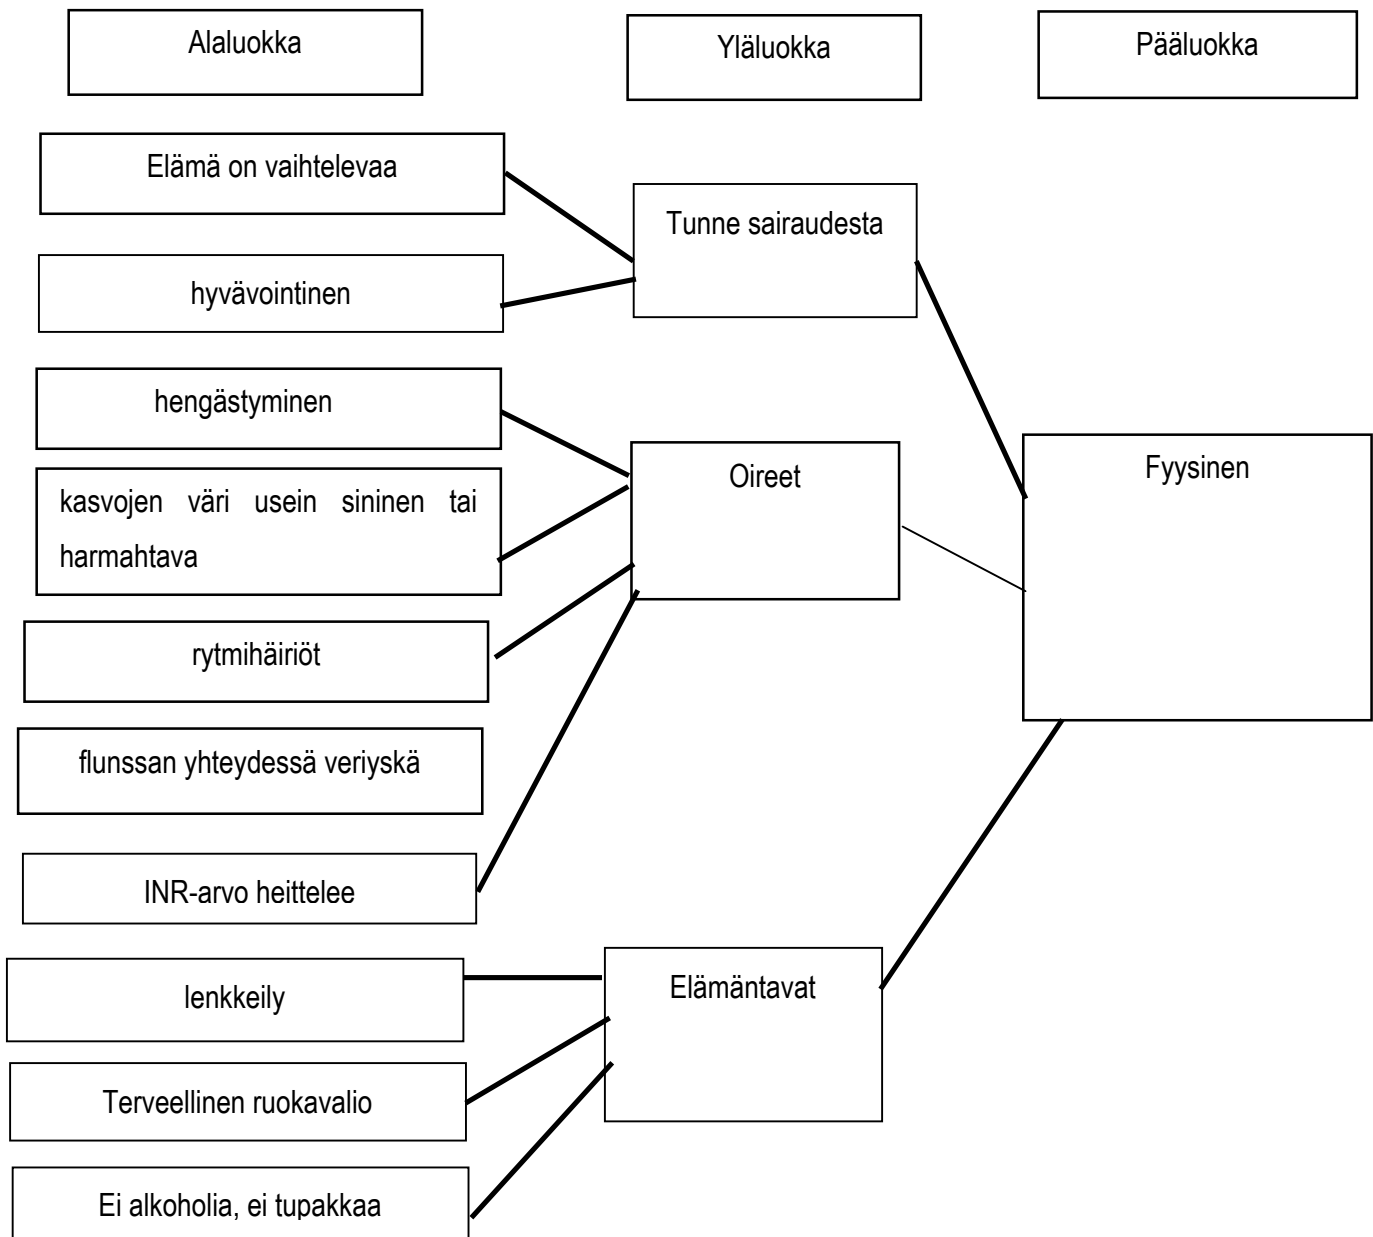 Alaluokka
Yläluokka
Pääluokka
Elämä on vaihtelevaa
Tunne sairaudesta
hyvävointinen
hengästyminen
Oireet
Fyysinen
kasvojen väri usein sininen tai
harmahtava
rytmihäiriöt
flunssan yhteydessä veriyskä
INR-arvo heittelee
lenkkeily
Elämäntavat
Terveellinen ruokavalio
Ei alkoholia, ei tupakkaa